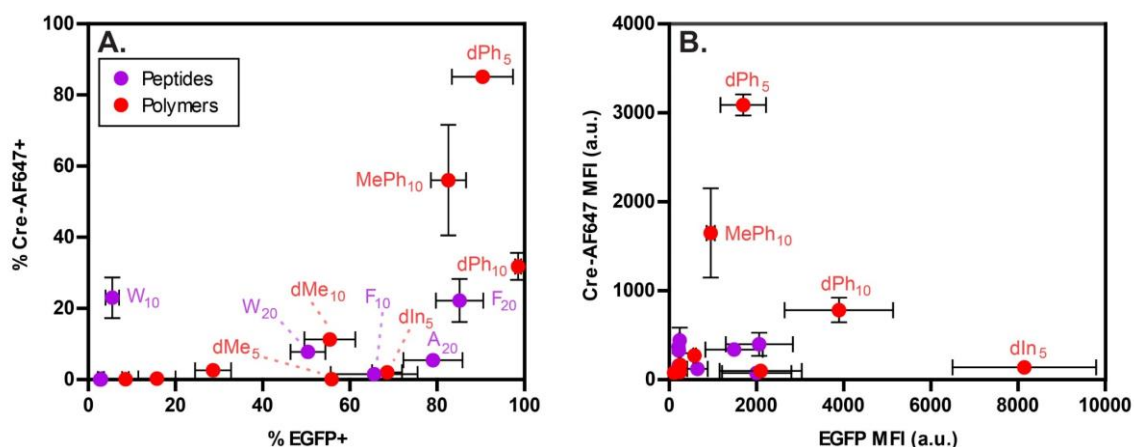 A.
Peptides
Polymers
% Cre-AF647+
100
80
60
40
20
0
dPh5
MePh10
dPh10
W10
W20
dMe10
F10
dIn5
F20
A20
dMe5
0 20 40 60 80 100
% EGFP+
B.
Cre-AF647 MFI (a.u.)
4000
3000
2000
1000
0
dPh5
MePh10
dPh10
dIn5
0 2000 4000 6000 8000 10000
EGFP MFI (a.u.)